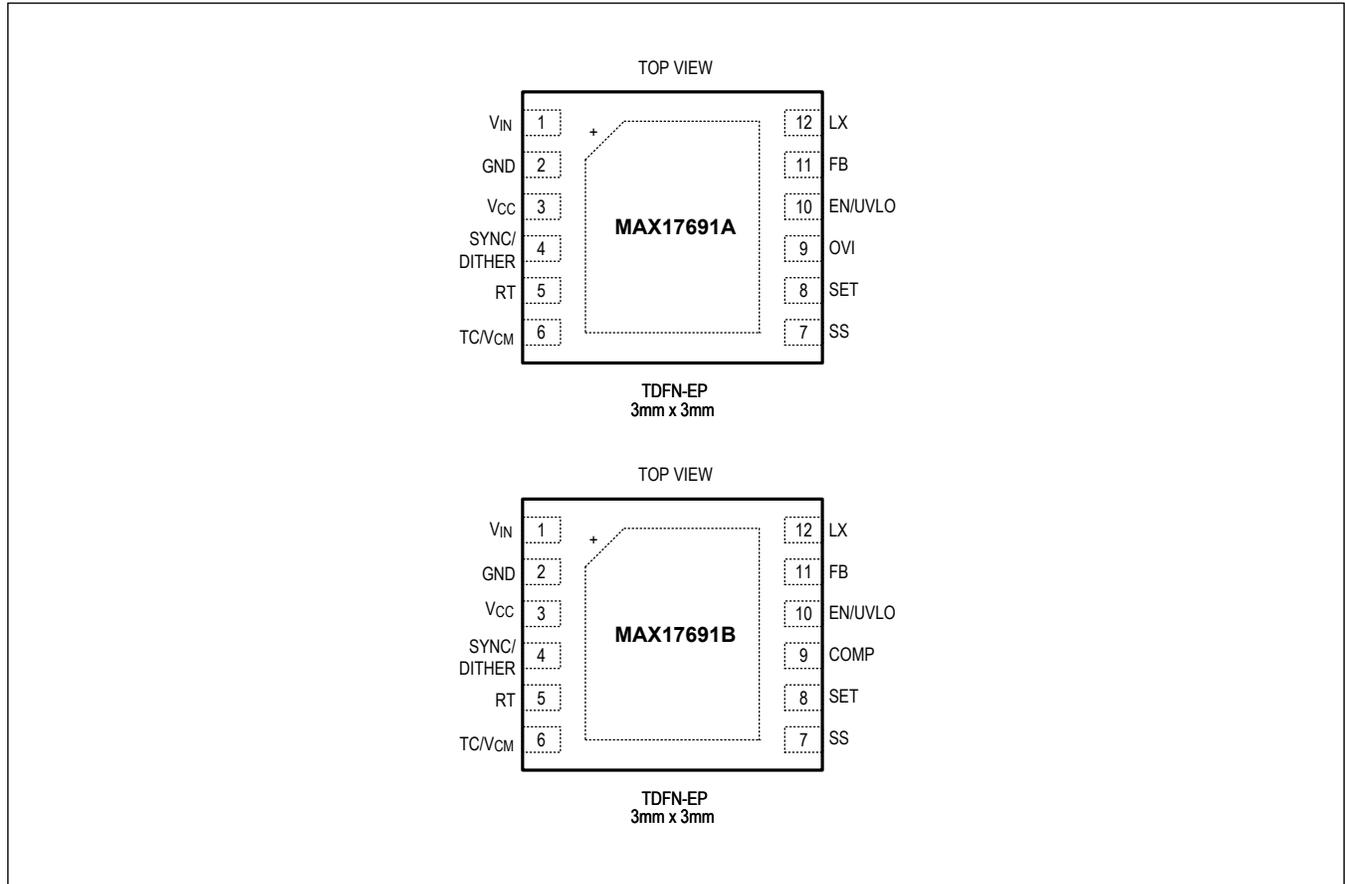 TOP VIEW
VIN 1
GND 2
VCC 3
SYNC/
DITHER 4
RT 5
TC/VCM 6
+
MAX17691A
12 LX
11 FB
10 EN/UVLO
9 OVI
8 SET
7 SS
TDFN-EP
3mm x 3mm
TOP VIEW
VIN 1
GND 2
VCC 3
SYNC/
DITHER 4
RT 5
TC/VCM 6
+
MAX17691B
12 LX
11 FB
10 EN/UVLO
9 COMP
8 SET
7 SS
TDFN-EP
3mm x 3mm